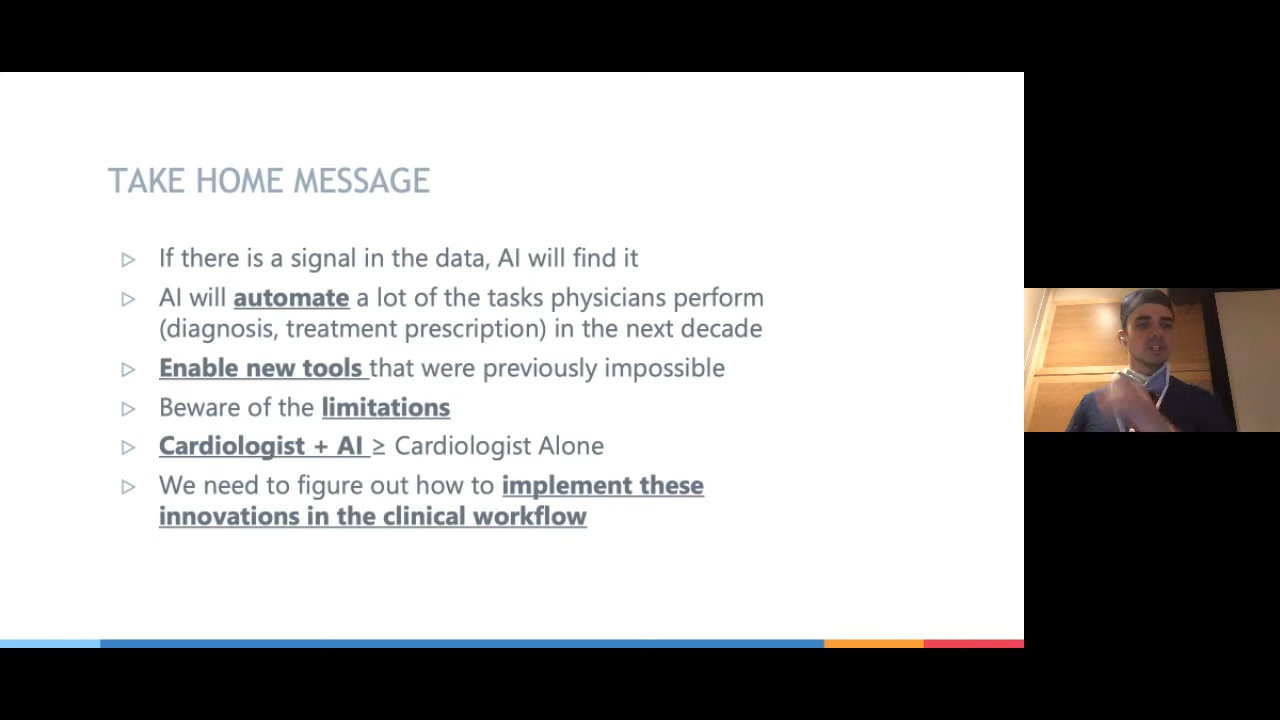 TAKE HOME MESSAGE
If there is a signal in the data, AI will find it
AI will automate a lot of the tasks physicians perform
(diagnosis, treatment prescription) in the next decade
Enable new tools that were previously impossible
Beware of the limitations
Cardiologist + AI ≥ Cardiologist Alone
We need to figure out how to implement these
innovations in the clinical workflow